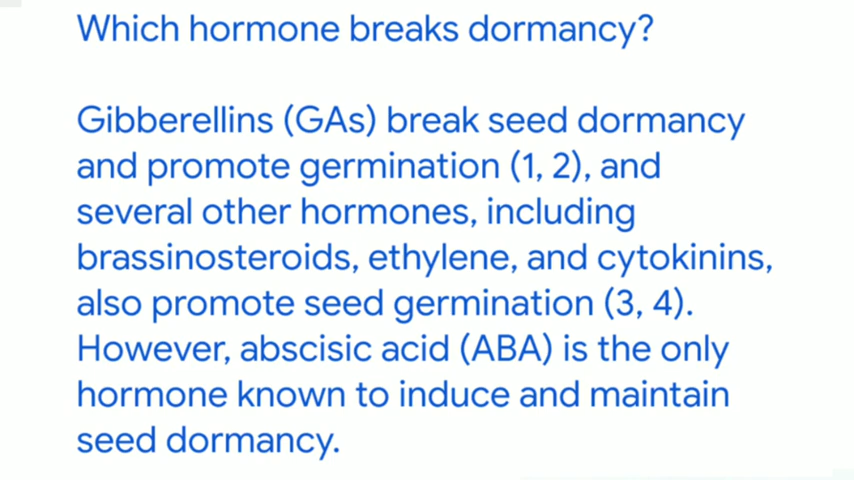 Which hormone breaks dormancy?
Gibberellins (GAs) break seed dormancy
and promote germination (1, 2), and
several other hormones, including
brassinosteroids, ethylene, and cytokinins,
also promote seed germination (3, 4).
However, abscisic acid (ABA) is the only
hormone known to induce and maintain
seed dormancy.